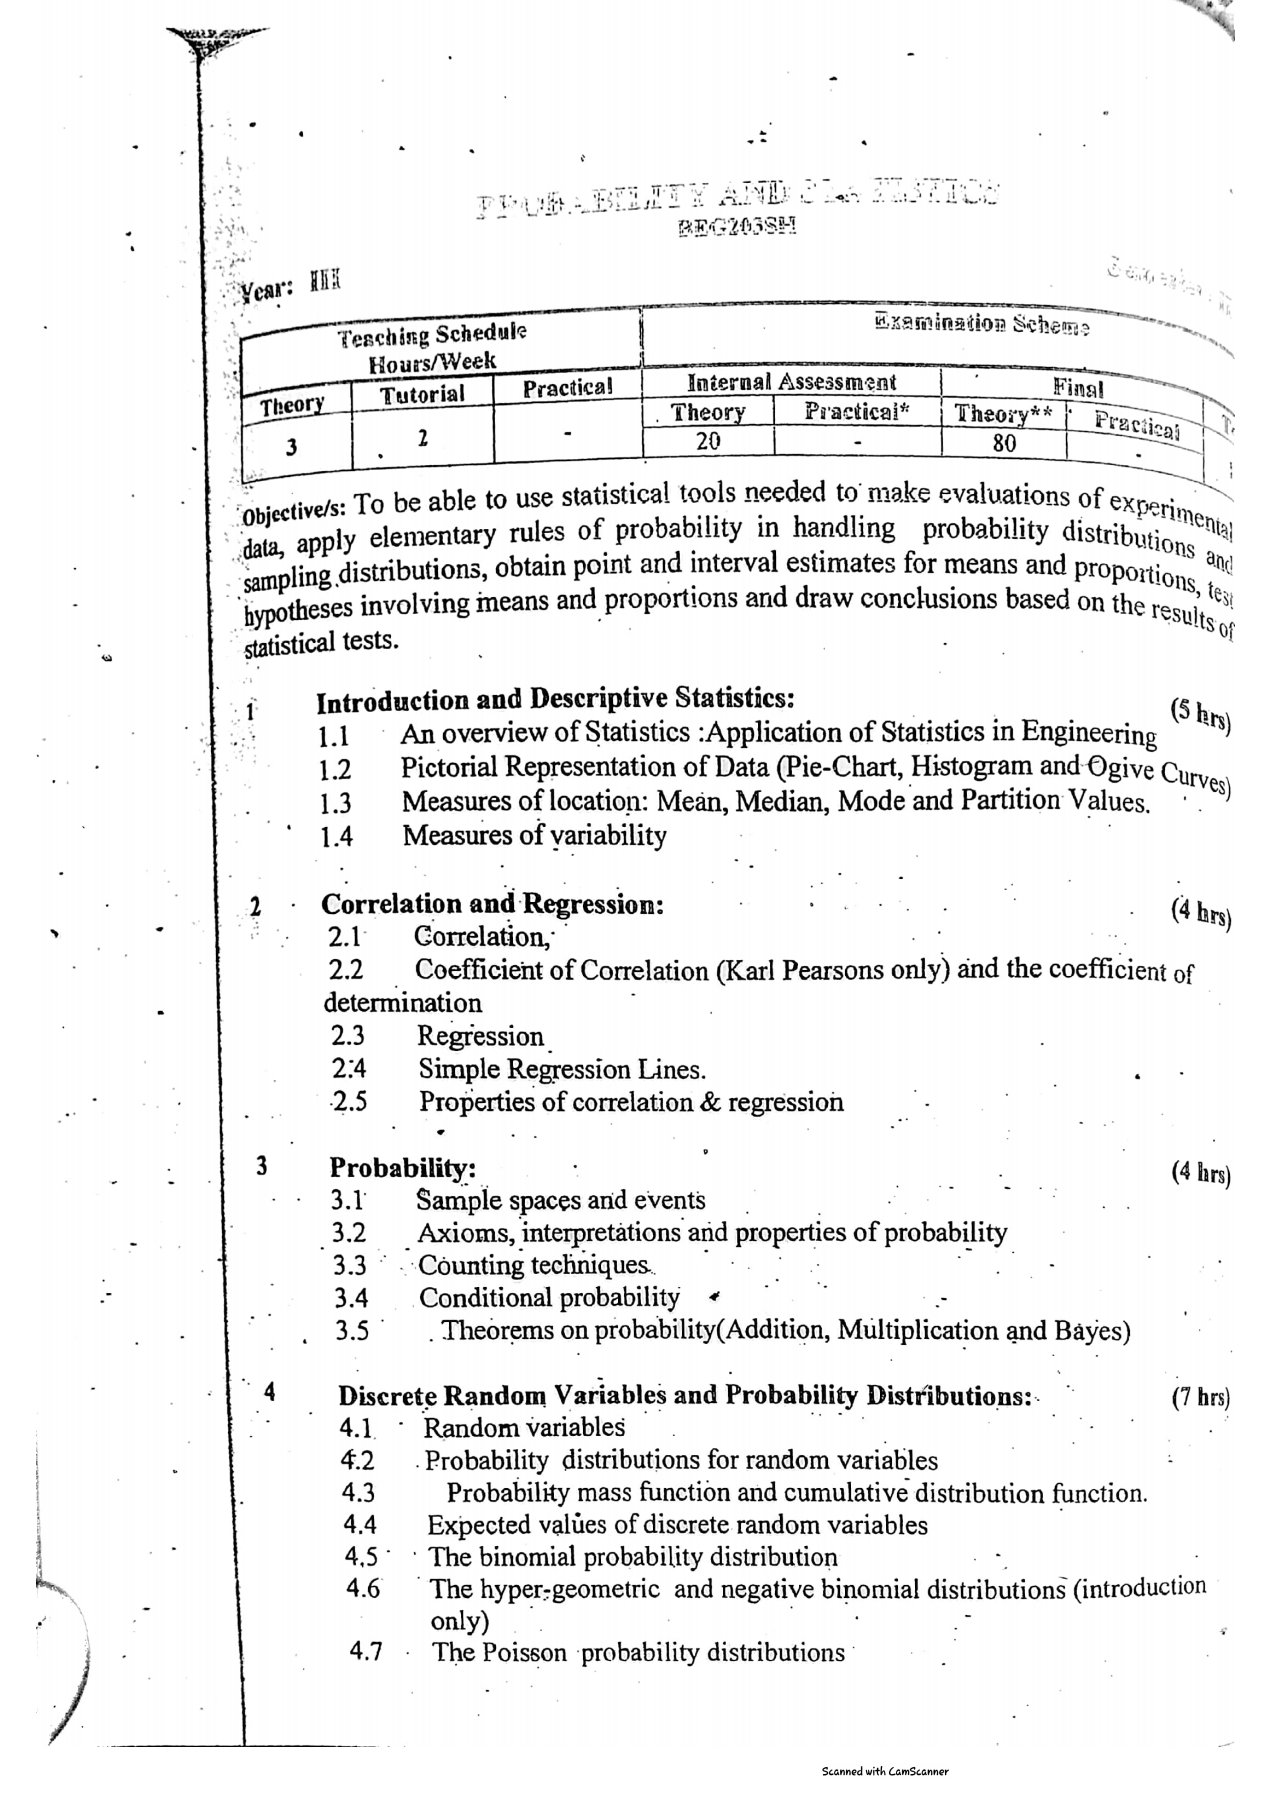 PROBABILITY AND STATISTICS
BEG203SH
Year: III
Semester:
Teaching Schedule
Hours/Week
Examination Scheme
Theory
Tutorial
Practical
Internal Assessment
Final
Theory
Practical*
Theory**
Practical
3
2
-
20
-
80
-
Objective/s: To be able to use statistical tools needed to make evaluations of experimental
data, apply elementary rules of probability in handling probability distributions and
sampling distributions, obtain point and interval estimates for means and proportions, test
hypotheses involving means and proportions and draw conclusions based on the results of
statistical tests.
1 Introduction and Descriptive Statistics: (5 hrs)
1.1 An overview of Statistics :Application of Statistics in Engineering
1.2 Pictorial Representation of Data (Pie-Chart, Histogram and Ogive Curves)
1.3 Measures of location: Mean, Median, Mode and Partition Values.
1.4 Measures of variability
2 Correlation and Regression: (4 hrs)
2.1 Correlation,
2.2 Coefficient of Correlation (Karl Pearsons only) and the coefficient of
determination
2.3 Regression
2.4 Simple Regression Lines.
2.5 Properties of correlation & regression
3 Probability: (4 hrs)
3.1 Sample spaces and events
3.2 Axioms, interpretations and properties of probability
3.3 Counting techniques
3.4 Conditional probability
3.5 Theorems on probability(Addition, Multiplication and Bayes)
4 Discrete Random Variables and Probability Distributions: (7 hrs)
4.1 Random variables
4.2 Probability distributions for random variables
4.3 Probability mass function and cumulative distribution function.
4.4 Expected values of discrete random variables
4.5 The binomial probability distribution
4.6 The hyper-geometric and negative binomial distributions (introduction
only)
4.7 The Poisson probability distributions
Scanned with CamScanner